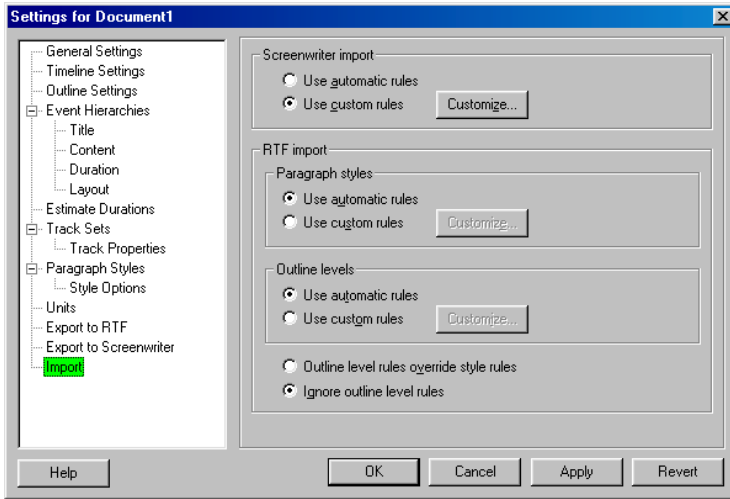 Settings for Document1
General Settings
Timeline Settings
Outline Settings
Event Hierarchies
Title
Content
Duration
Layout
Estimate Durations
Track Sets
Track Properties
Paragraph Styles
Style Options
Units
Export to RTF
Export to Screenwriter
Import
Screenwriter import
Use automatic rules
Use custom rules Customize...
RTF import
Paragraph styles
Use automatic rules
Use custom rules Customize...
Outline levels
Use automatic rules
Use custom rules Customize...
Outline level rules override style rules
Ignore outline level rules
Help OK Cancel Apply Revert